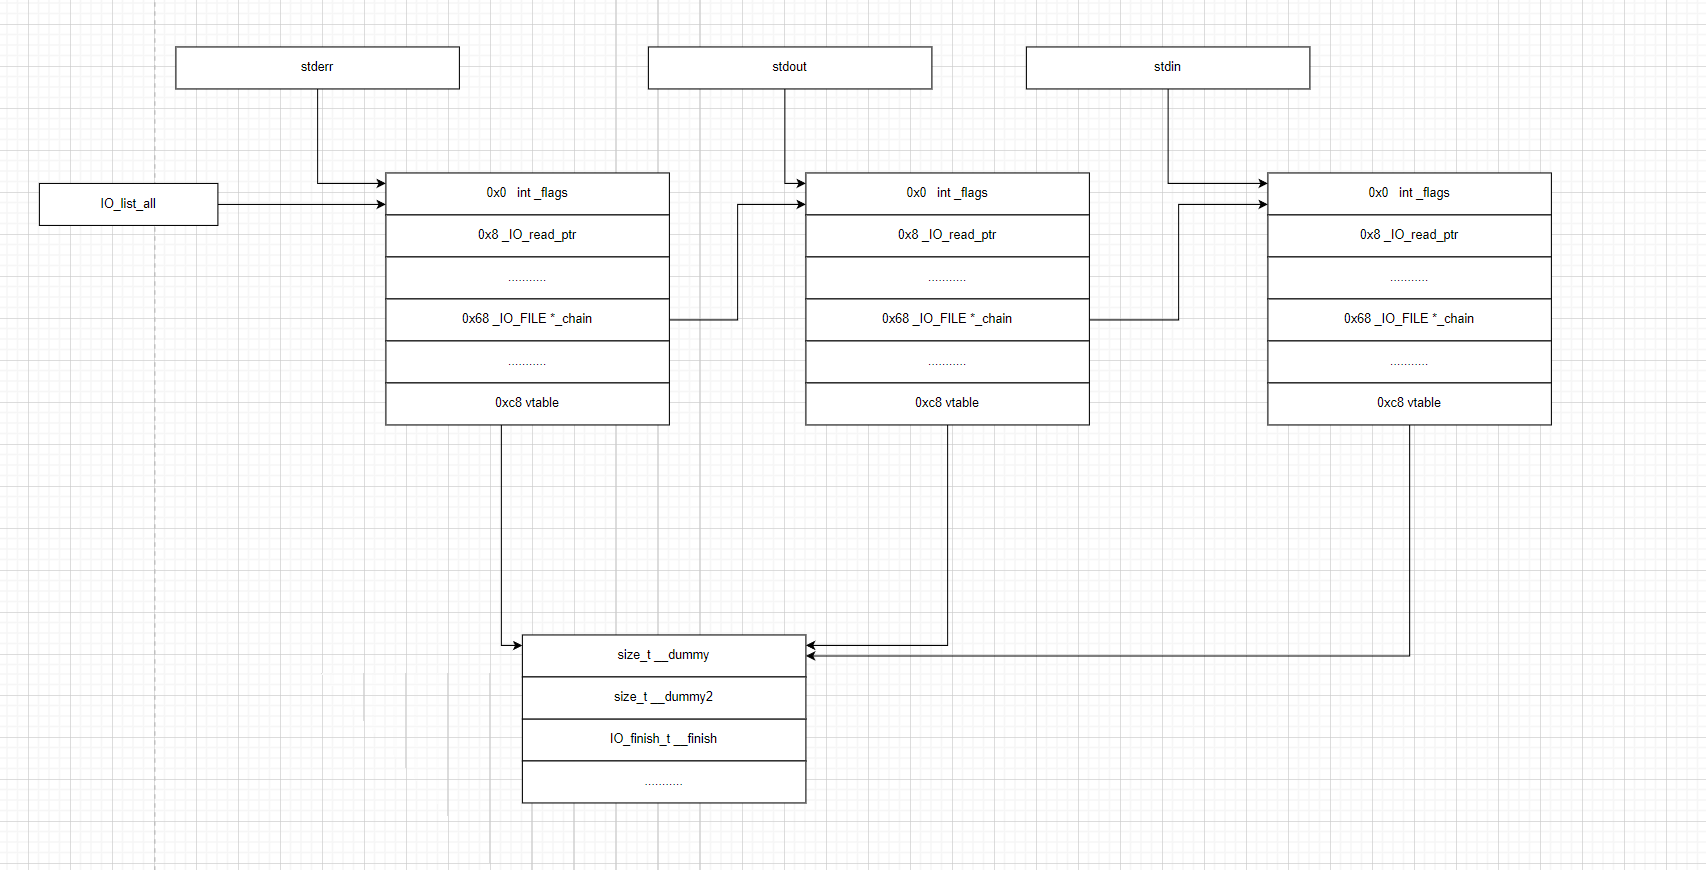 stderr
stdout
stdin
IO_list_all
0x0 int _flags
0x8 _IO_read_ptr
...........
0x68 _IO_FILE *_chain
...........
0xc8 vtable
0x0 int _flags
0x8 _IO_read_ptr
...........
0x68 _IO_FILE *_chain
...........
0xc8 vtable
0x0 int _flags
0x8 _IO_read_ptr
...........
0x68 _IO_FILE *_chain
...........
0xc8 vtable
size_t __dummy
size_t __dummy2
IO_finish_t __finish
...........